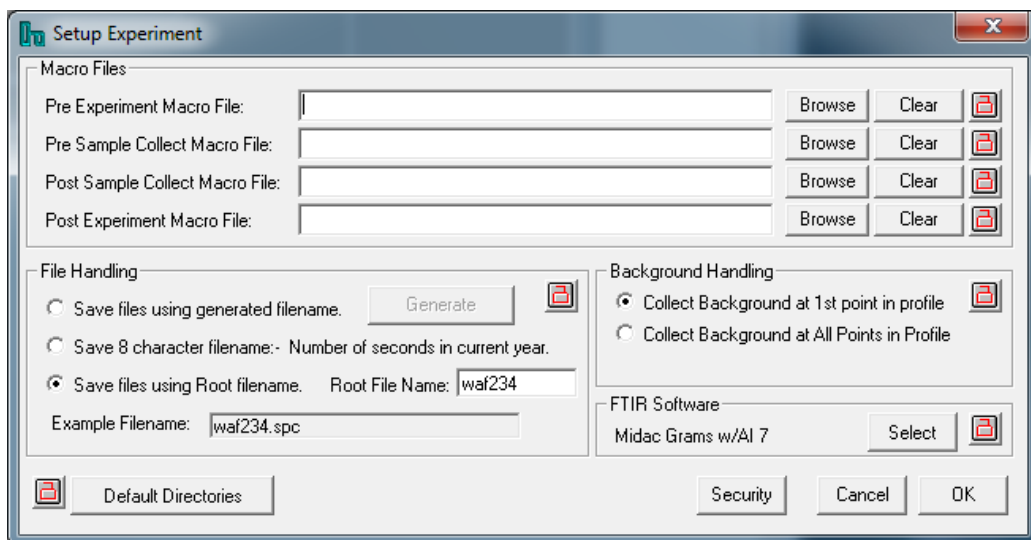 Setup Experiment
Macro Files
Pre Experiment Macro File: Browse Clear
Pre Sample Collect Macro File: Browse Clear
Post Sample Collect Macro File: Browse Clear
Post Experiment Macro File: Browse Clear
File Handling
Save files using generated filename. Generate
Save 8 character filename:- Number of seconds in current year.
Save files using Root filename. Root File Name: waf234
Example Filename: waf234.spc
Background Handling
Collect Background at 1st point in profile
Collect Background at All Points in Profile
FTIR Software
Midac Grams w/AI 7 Select
Default Directories Security Cancel OK